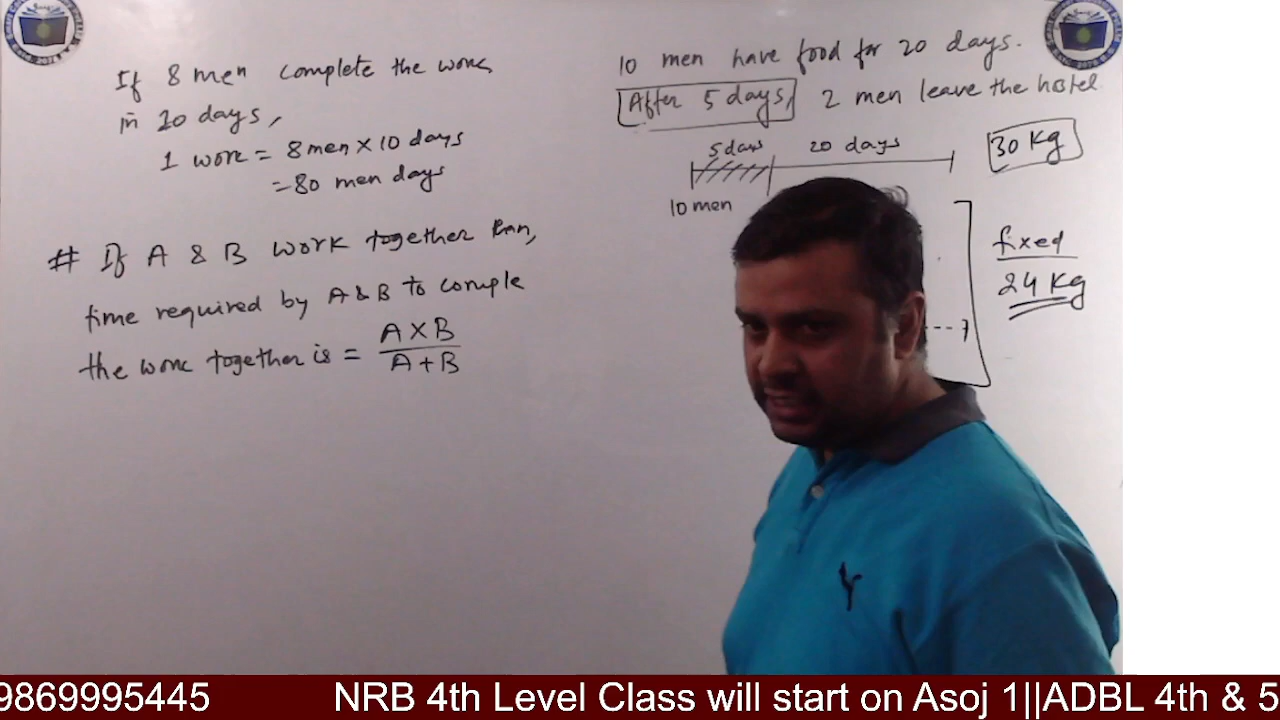 If 8 men complete the work
in 10 days,
1 work = 8 men × 10 days
= 80 men days
# If A & B work together then,
time required by A & B to comple
the work together is = A × B / A + B
10 men have food for 20 days.
After 5 days, 2 men leave the hostel
5 days 20 days
30 Kg
10 men
fixed
24 Kg
9869995445 NRB 4th Level Class will start on Asoj 1||ADBL 4th & 5